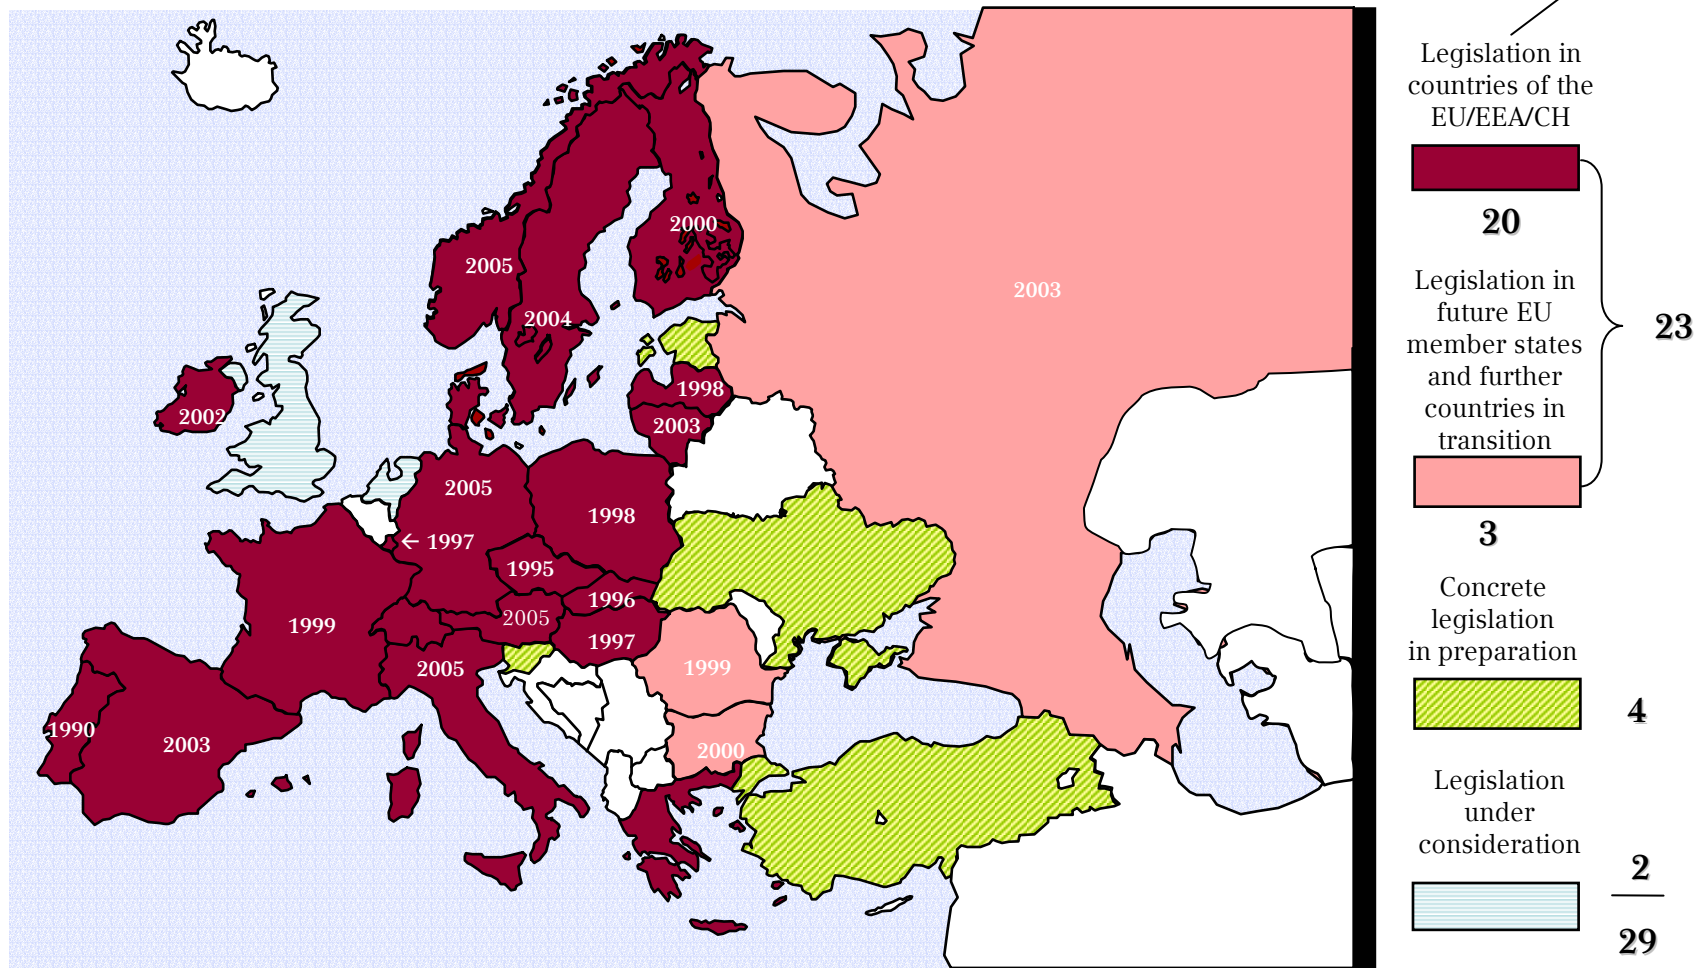 2000
2005
2003
2004
1998
2002
2003
2005
1998
← 1997
1995
1996
2005
1999
1997
2005
1999
1990
2003
2000
Legislation in
countries of the
EU/EEA/CH
20
Legislation in
future EU
member states
and further
countries in
transition
23
3
Concrete
legislation
in preparation
4
Legislation
under
consideration
2
29